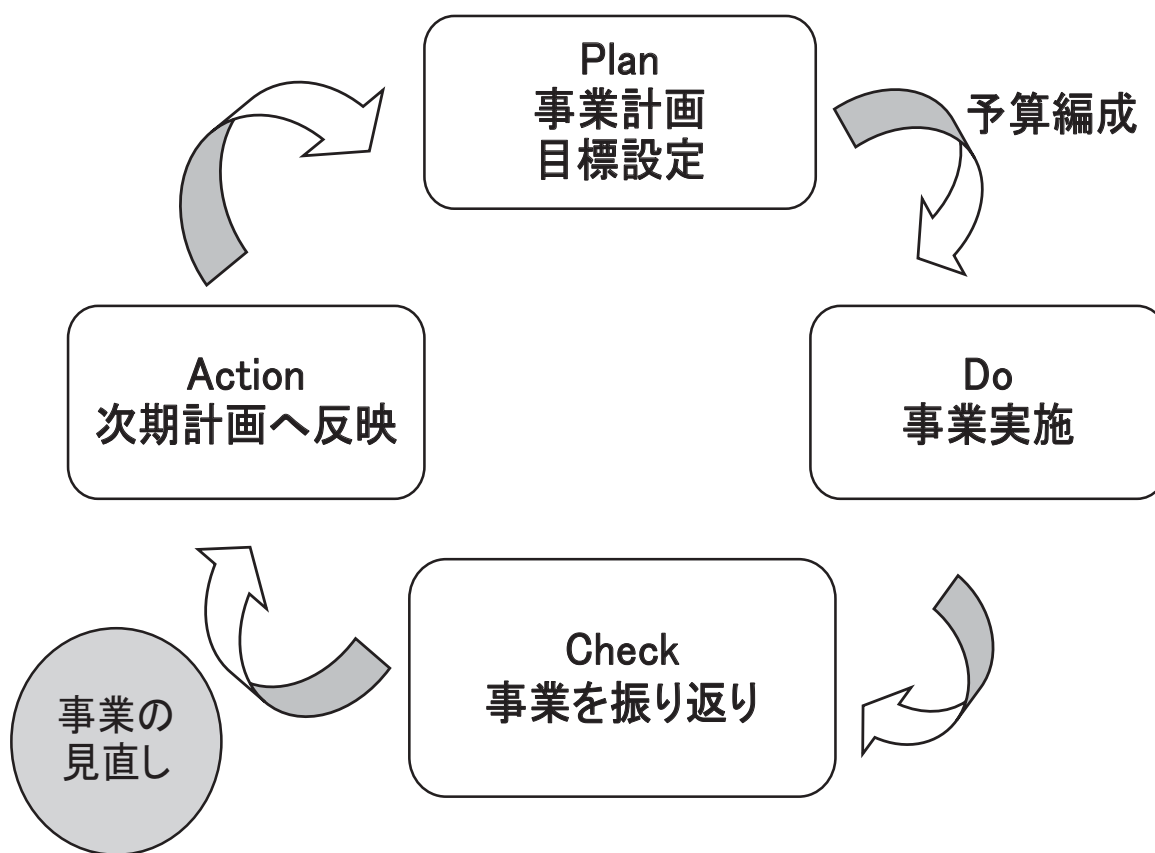 Plan
事業計画
目標設定
予算編成
Do
事業実施
Check
事業を振り返り
事業の
見直し
Action
次期計画へ反映